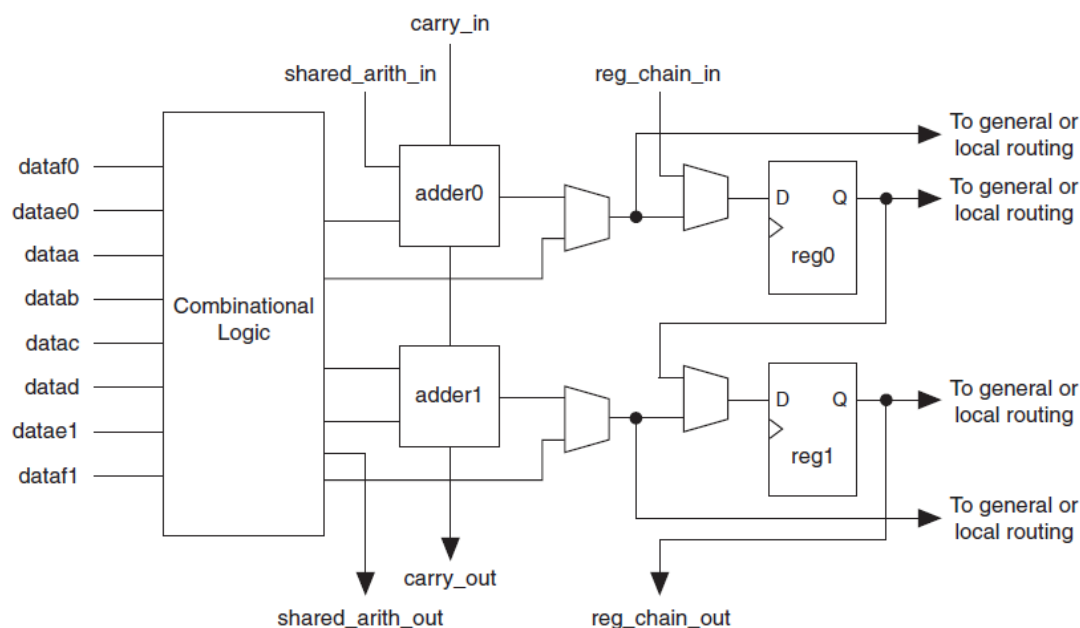 carry_in
shared_arith_in
reg_chain_in
To general or
local routing
dataf0
datae0
dataa
datab
datac
datad
datae1
dataf1
Combinational
Logic
adder0
D
Q
reg0
To general or
local routing
adder1
D
Q
reg1
To general or
local routing
To general or
local routing
carry_out
shared_arith_out
reg_chain_out